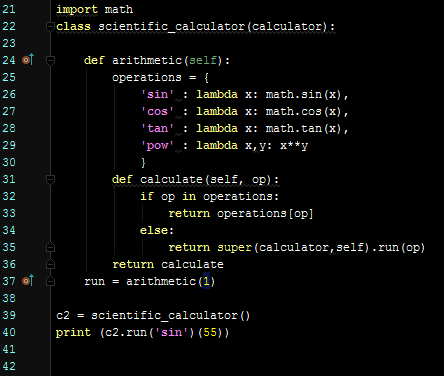 21 import math
22 class scientific_calculator(calculator):
23
24     def arithmetic(self):
25         operations = {
26             'sin' : lambda x: math.sin(x),
27             'cos' : lambda x: math.cos(x),
28             'tan' : lambda x: math.tan(x),
29             'pow' : lambda x,y: x**y
30             }
31         def calculate(self, op):
32             if op in operations:
33                 return operations[op]
34             else:
35                 return super(calculator,self).run(op)
36         return calculate
37     run = arithmetic(1)
38
39 c2 = scientific_calculator()
40 print (c2.run('sin')(55))
41
42